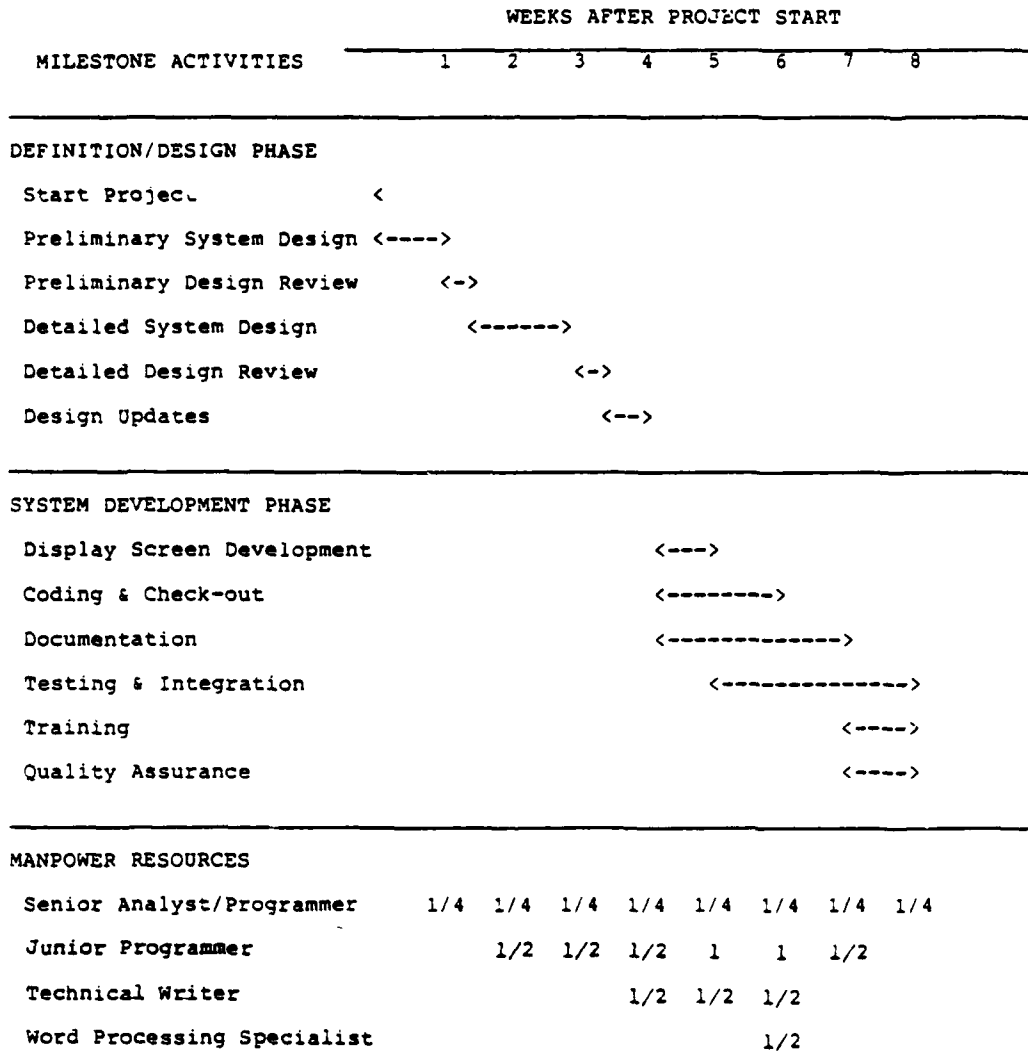 WEEKS AFTER PROJECT START
MILESTONE ACTIVITIES 1 2 3 4 5 6 7 8
DEFINITION/DESIGN PHASE
Start Project <
Preliminary System Design <---->
Preliminary Design Review <->
Detailed System Design <------>
Detailed Design Review <->
Design Updates <-->
SYSTEM DEVELOPMENT PHASE
Display Screen Development <--->
Coding & Check-out <-------->
Documentation <------------->
Testing & Integration <-------------->
Training <---->
Quality Assurance <---->
MANPOWER RESOURCES
Senior Analyst/Programmer 1/4 1/4 1/4 1/4 1/4 1/4 1/4 1/4
Junior Programmer 1/2 1/2 1/2 1 1 1/2
Technical Writer 1/2 1/2 1/2
Word Processing Specialist 1/2